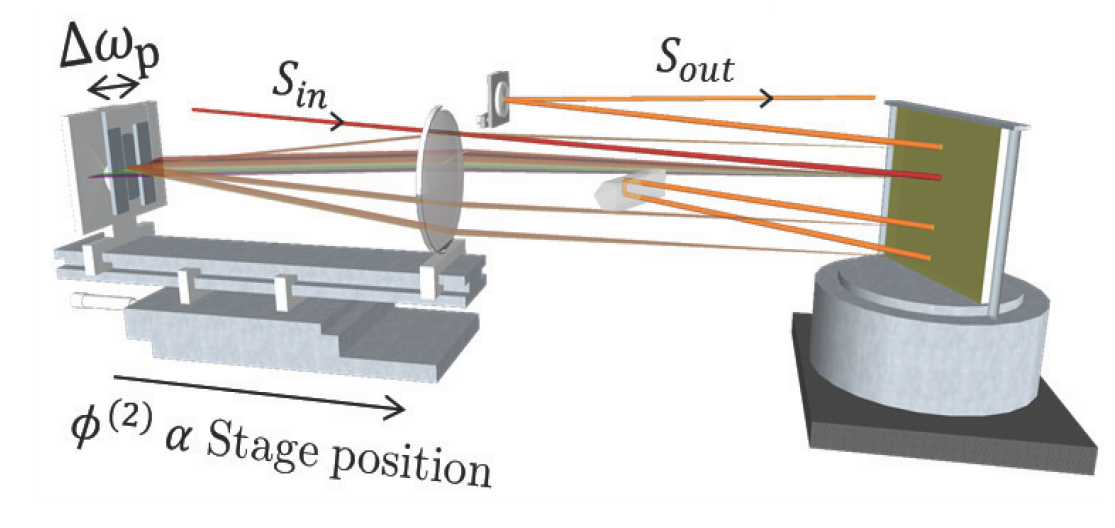 Δωp
Sin
Sout
ϕ(2) α Stage position